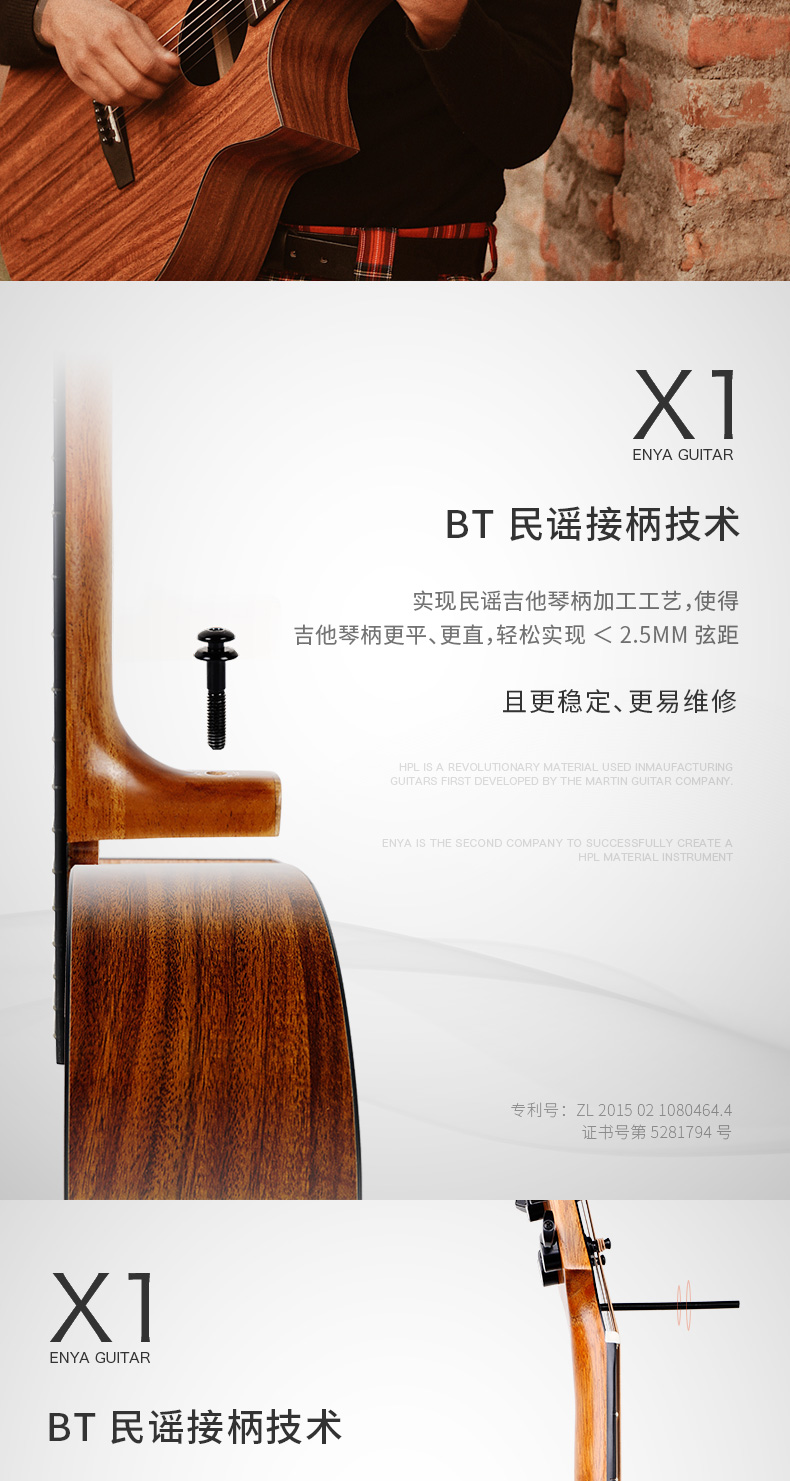 X1
ENYA GUITAR
BT 民谣接柄技术
实现民谣吉他琴柄加工工艺,使得
吉他琴柄更平、更直,轻松实现 < 2.5MM 弦距
且更稳定、更易维修
HPL IS A REVOLUTIONARY MATERIAL USED INMAUFACTURING
GUITARS FIRST DEVELOPED BY THE MARTIN GUITAR COMPANY.
ENYA IS THE SECOND COMPANY TO SUCCESSFULLY CREATE A
HPL MATERIAL INSTRUMENT
专利号：ZL 2015 02 1080464.4
证书号第 5281794 号
X1
ENYA GUITAR
BT 民谣接柄技术